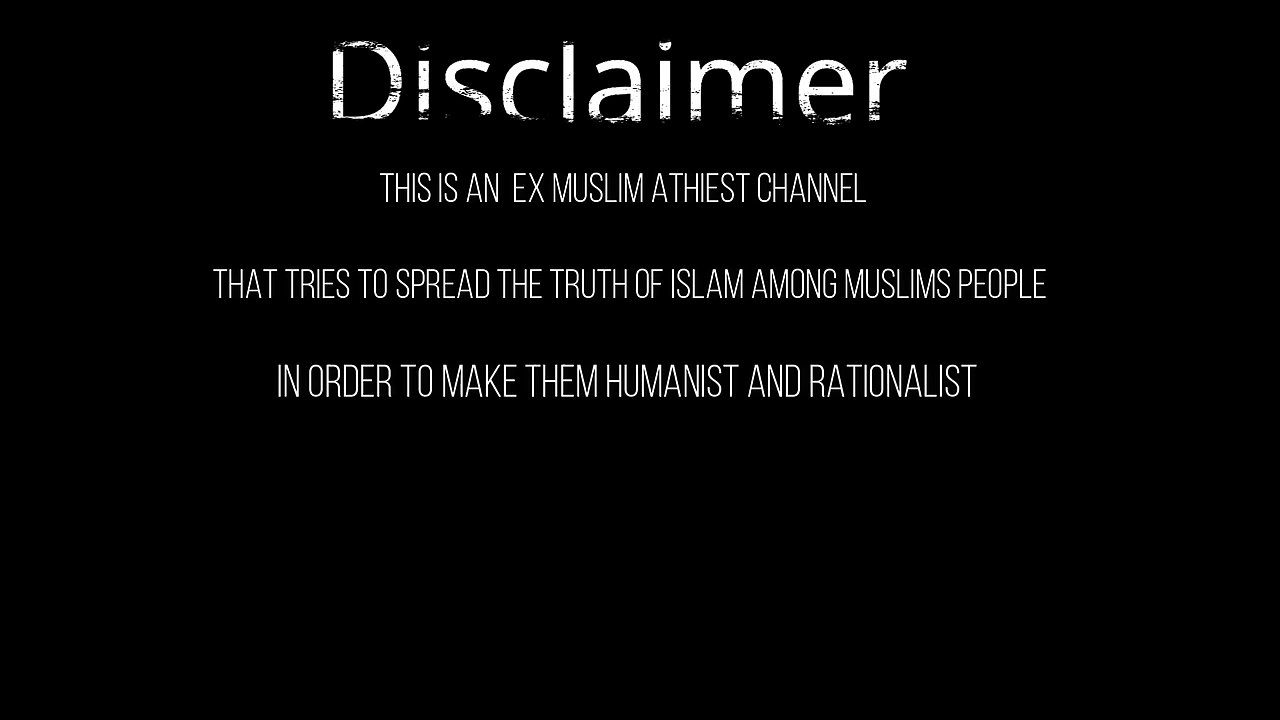 Disclaimer
THIS IS AN EX MUSLIM ATHIEST CHANNEL
THAT TRIES TO SPREAD THE TRUTH OF ISLAM AMONG MUSLIMS PEOPLE
IN ORDER TO MAKE THEM HUMANIST AND RATIONALIST